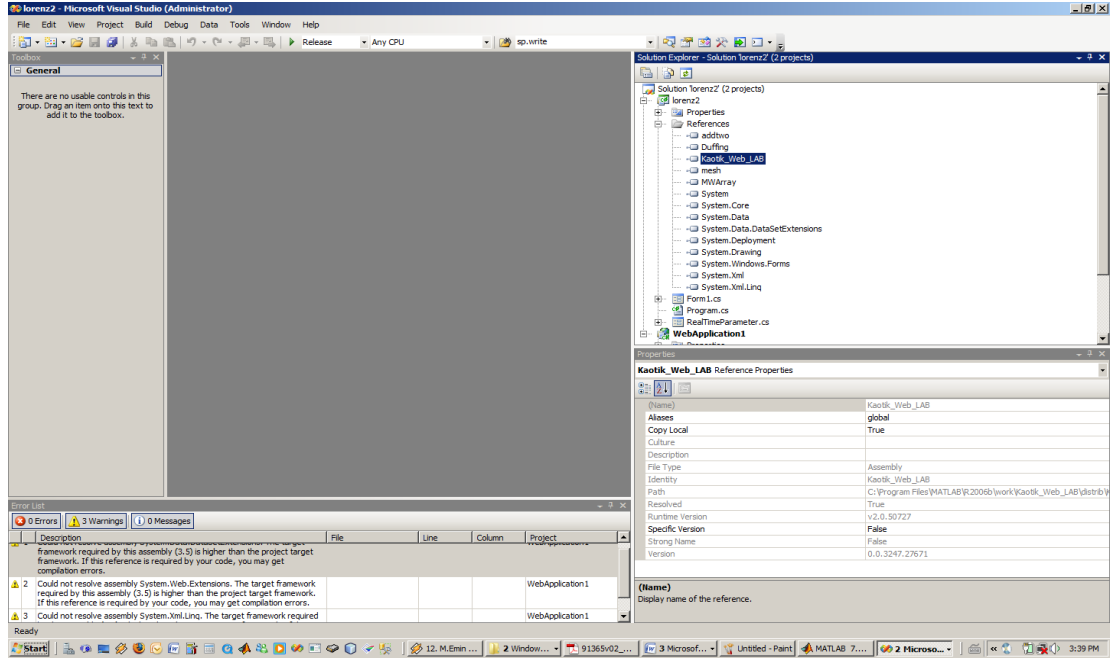 lorenz2 - Microsoft Visual Studio (Administrator)
File Edit View Project Build Debug Data Tools Window Help
Release Any CPU sp.write
Toolbox
General
There are no usable controls in this
group. Drag an item onto this text to
add it to the toolbox.
Solution Explorer - Solution 'lorenz2' (2 projects)
Solution 'lorenz2' (2 projects)
lorenz2
Properties
References
addtwo
Duffing
Kaotik_Web_LAB
mesh
MWArray
System
System.Core
System.Data
System.Data.DataSetExtensions
System.Deployment
System.Drawing
System.Windows.Forms
System.Xml
System.Xml.Linq
Form1.cs
Program.cs
RealTimeParameter.cs
WebApplication1
Properties
Properties
Kaotik_Web_LAB Reference Properties
(Name) Kaotik_Web_LAB
Aliases global
Copy Local True
Culture
Description
File Type Assembly
Identity Kaotik_Web_LAB
Path C:\Program Files\MATLAB\R2006b\work\Kaotik_Web_LAB\distrib\
Resolved True
Runtime Version v2.0.50727
Specific Version False
Strong Name False
Version 0.0.3247.27671
(Name)
Display name of the reference.
Error List
0 Errors 3 Warnings 0 Messages
Description File Line Column Project
framework required by this assembly (3.5) is higher than the project target
framework. If this reference is required by your code, you may get
compilation errors.
2 Could not resolve assembly System.Web.Extensions. The target framework WebApplication1
required by this assembly (3.5) is higher than the project target framework.
If this reference is required by your code, you may get compilation errors.
3 Could not resolve assembly System.Xml.Linq. The target framework required WebApplication1
Ready
Start 12. M.Emin ... 2 Window... 91365v02_... 3 Microsof... Untitled - Paint MATLAB 7.... 2 Microso... 3:39 PM